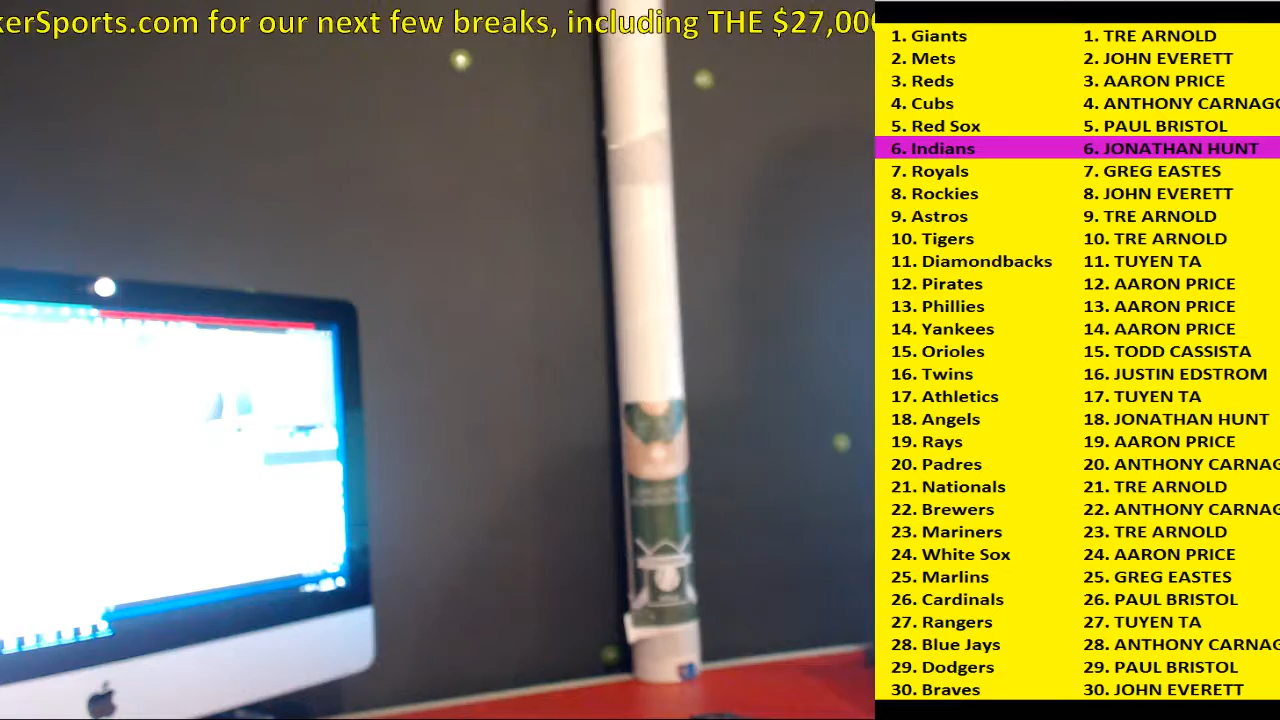 kerSports.com for our next few breaks, including THE $27,000
1. Giants 1. TRE ARNOLD
2. Mets 2. JOHN EVERETT
3. Reds 3. AARON PRICE
4. Cubs 4. ANTHONY CARNAGO
5. Red Sox 5. PAUL BRISTOL
6. Indians 6. JONATHAN HUNT
7. Royals 7. GREG EASTES
8. Rockies 8. JOHN EVERETT
9. Astros 9. TRE ARNOLD
10. Tigers 10. TRE ARNOLD
11. Diamondbacks 11. TUYEN TA
12. Pirates 12. AARON PRICE
13. Phillies 13. AARON PRICE
14. Yankees 14. AARON PRICE
15. Orioles 15. TODD CASSISTA
16. Twins 16. JUSTIN EDSTROM
17. Athletics 17. TUYEN TA
18. Angels 18. JONATHAN HUNT
19. Rays 19. AARON PRICE
20. Padres 20. ANTHONY CARNAG
21. Nationals 21. TRE ARNOLD
22. Brewers 22. ANTHONY CARNAG
23. Mariners 23. TRE ARNOLD
24. White Sox 24. AARON PRICE
25. Marlins 25. GREG EASTES
26. Cardinals 26. PAUL BRISTOL
27. Rangers 27. TUYEN TA
28. Blue Jays 28. ANTHONY CARNAG
29. Dodgers 29. PAUL BRISTOL
30. Braves 30. JOHN EVERETT